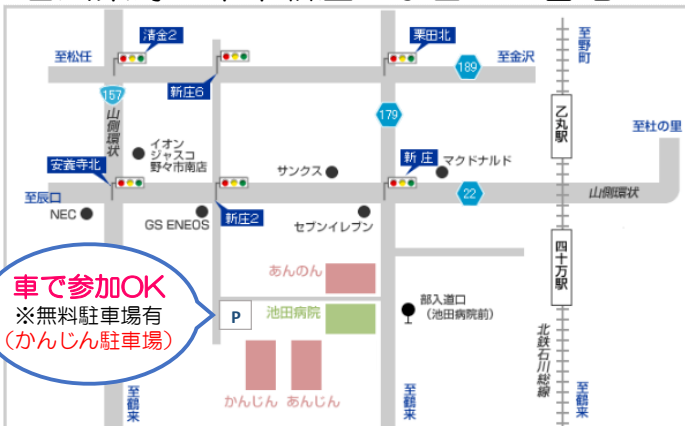 清金2
栗田北
至野町
至松任
至金沢
189
新庄6
157
山側環状
179
乙丸駅
至杜の里
イオン
ジャスコ
野々市南店
安養寺北
サンクス
新庄
マクドナルド
至辰口
22
山側環状
NEC
GS ENEOS
新庄2
セブンイレブン
四十万駅
車で参加OK
※無料駐車場有
(かんじん駐車場)
あんのん
P
池田病院
部入道口
(池田病院前)
北鉄石川総線
かんじん
あんじん
至鶴来
至鶴来
至鶴来